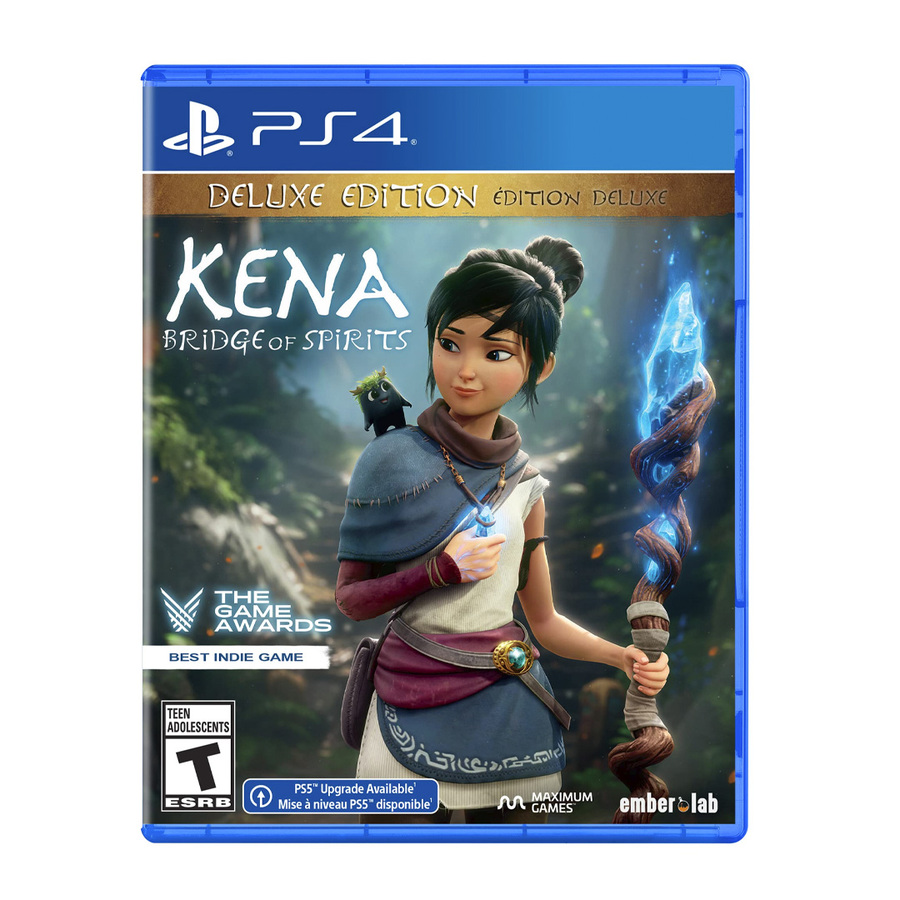 PS4®
DELUXE EDITION ÉDITION DELUXE
KENA
BRIDGE OF SPIRITS
THE
GAME
AWARDS
BEST INDIE GAME
TEEN
ADOLESCENTS
T
ESRB
PS5™ Upgrade Available¹
Mise à niveau PS5™ disponible¹
MAXIMUM
GAMES™
ember lab